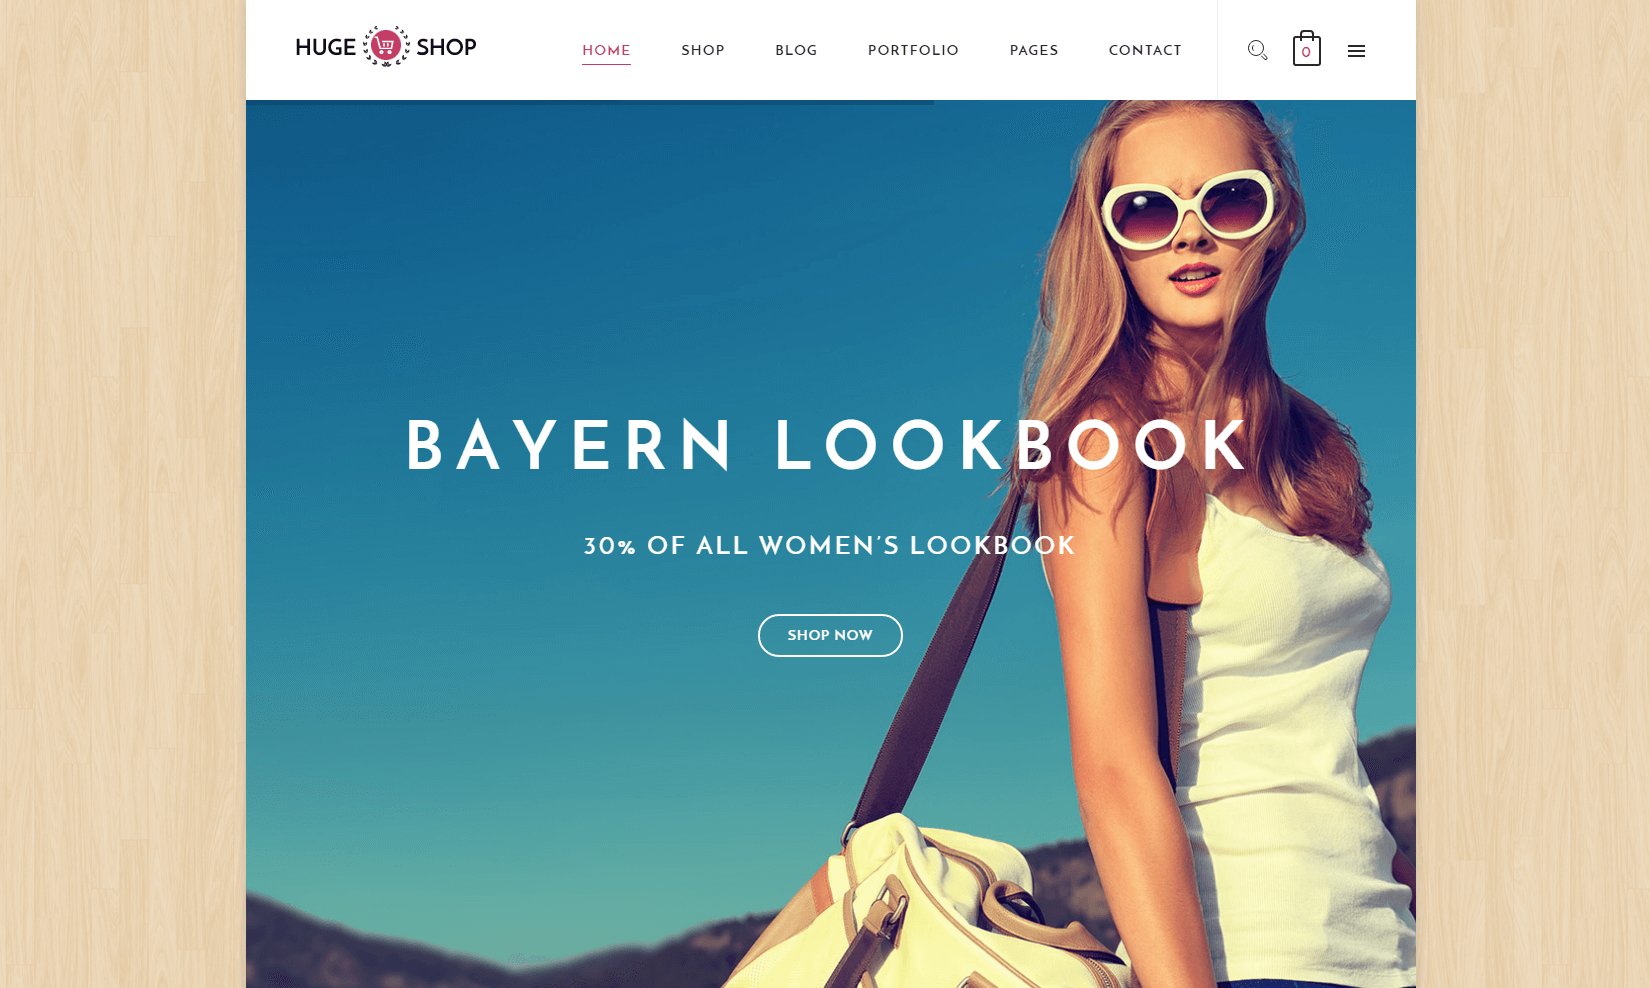 HUGE SHOP
HOME SHOP BLOG PORTFOLIO PAGES CONTACT 0
BAYERN LOOKBOOK
30% OF ALL WOMEN'S LOOKBOOK
SHOP NOW